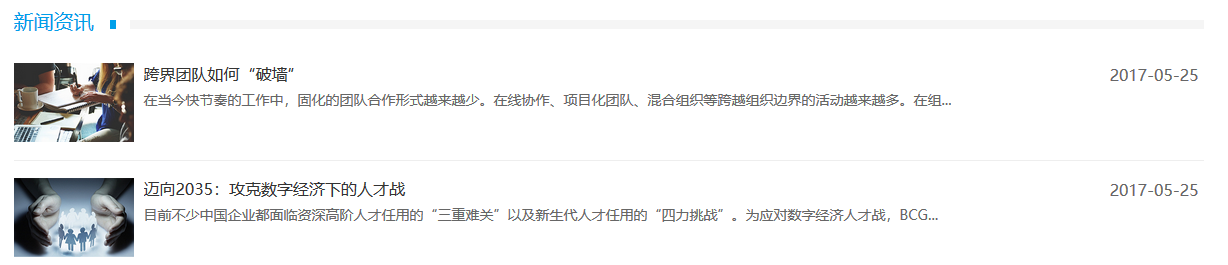 新闻资讯
跨界团队如何“破墙”
2017-05-25
在当今快节奏的工作中，固化的团队合作形式越来越少。在线协作、项目化团队、混合组织等跨越组织边界的活动越来越多。在组...
迈向2035：攻克数字经济下的人才战
2017-05-25
目前不少中国企业都面临资深高阶人才任用的“三重难关”以及新生代人才任用的“四力挑战”。为应对数字经济人才战，BCG...